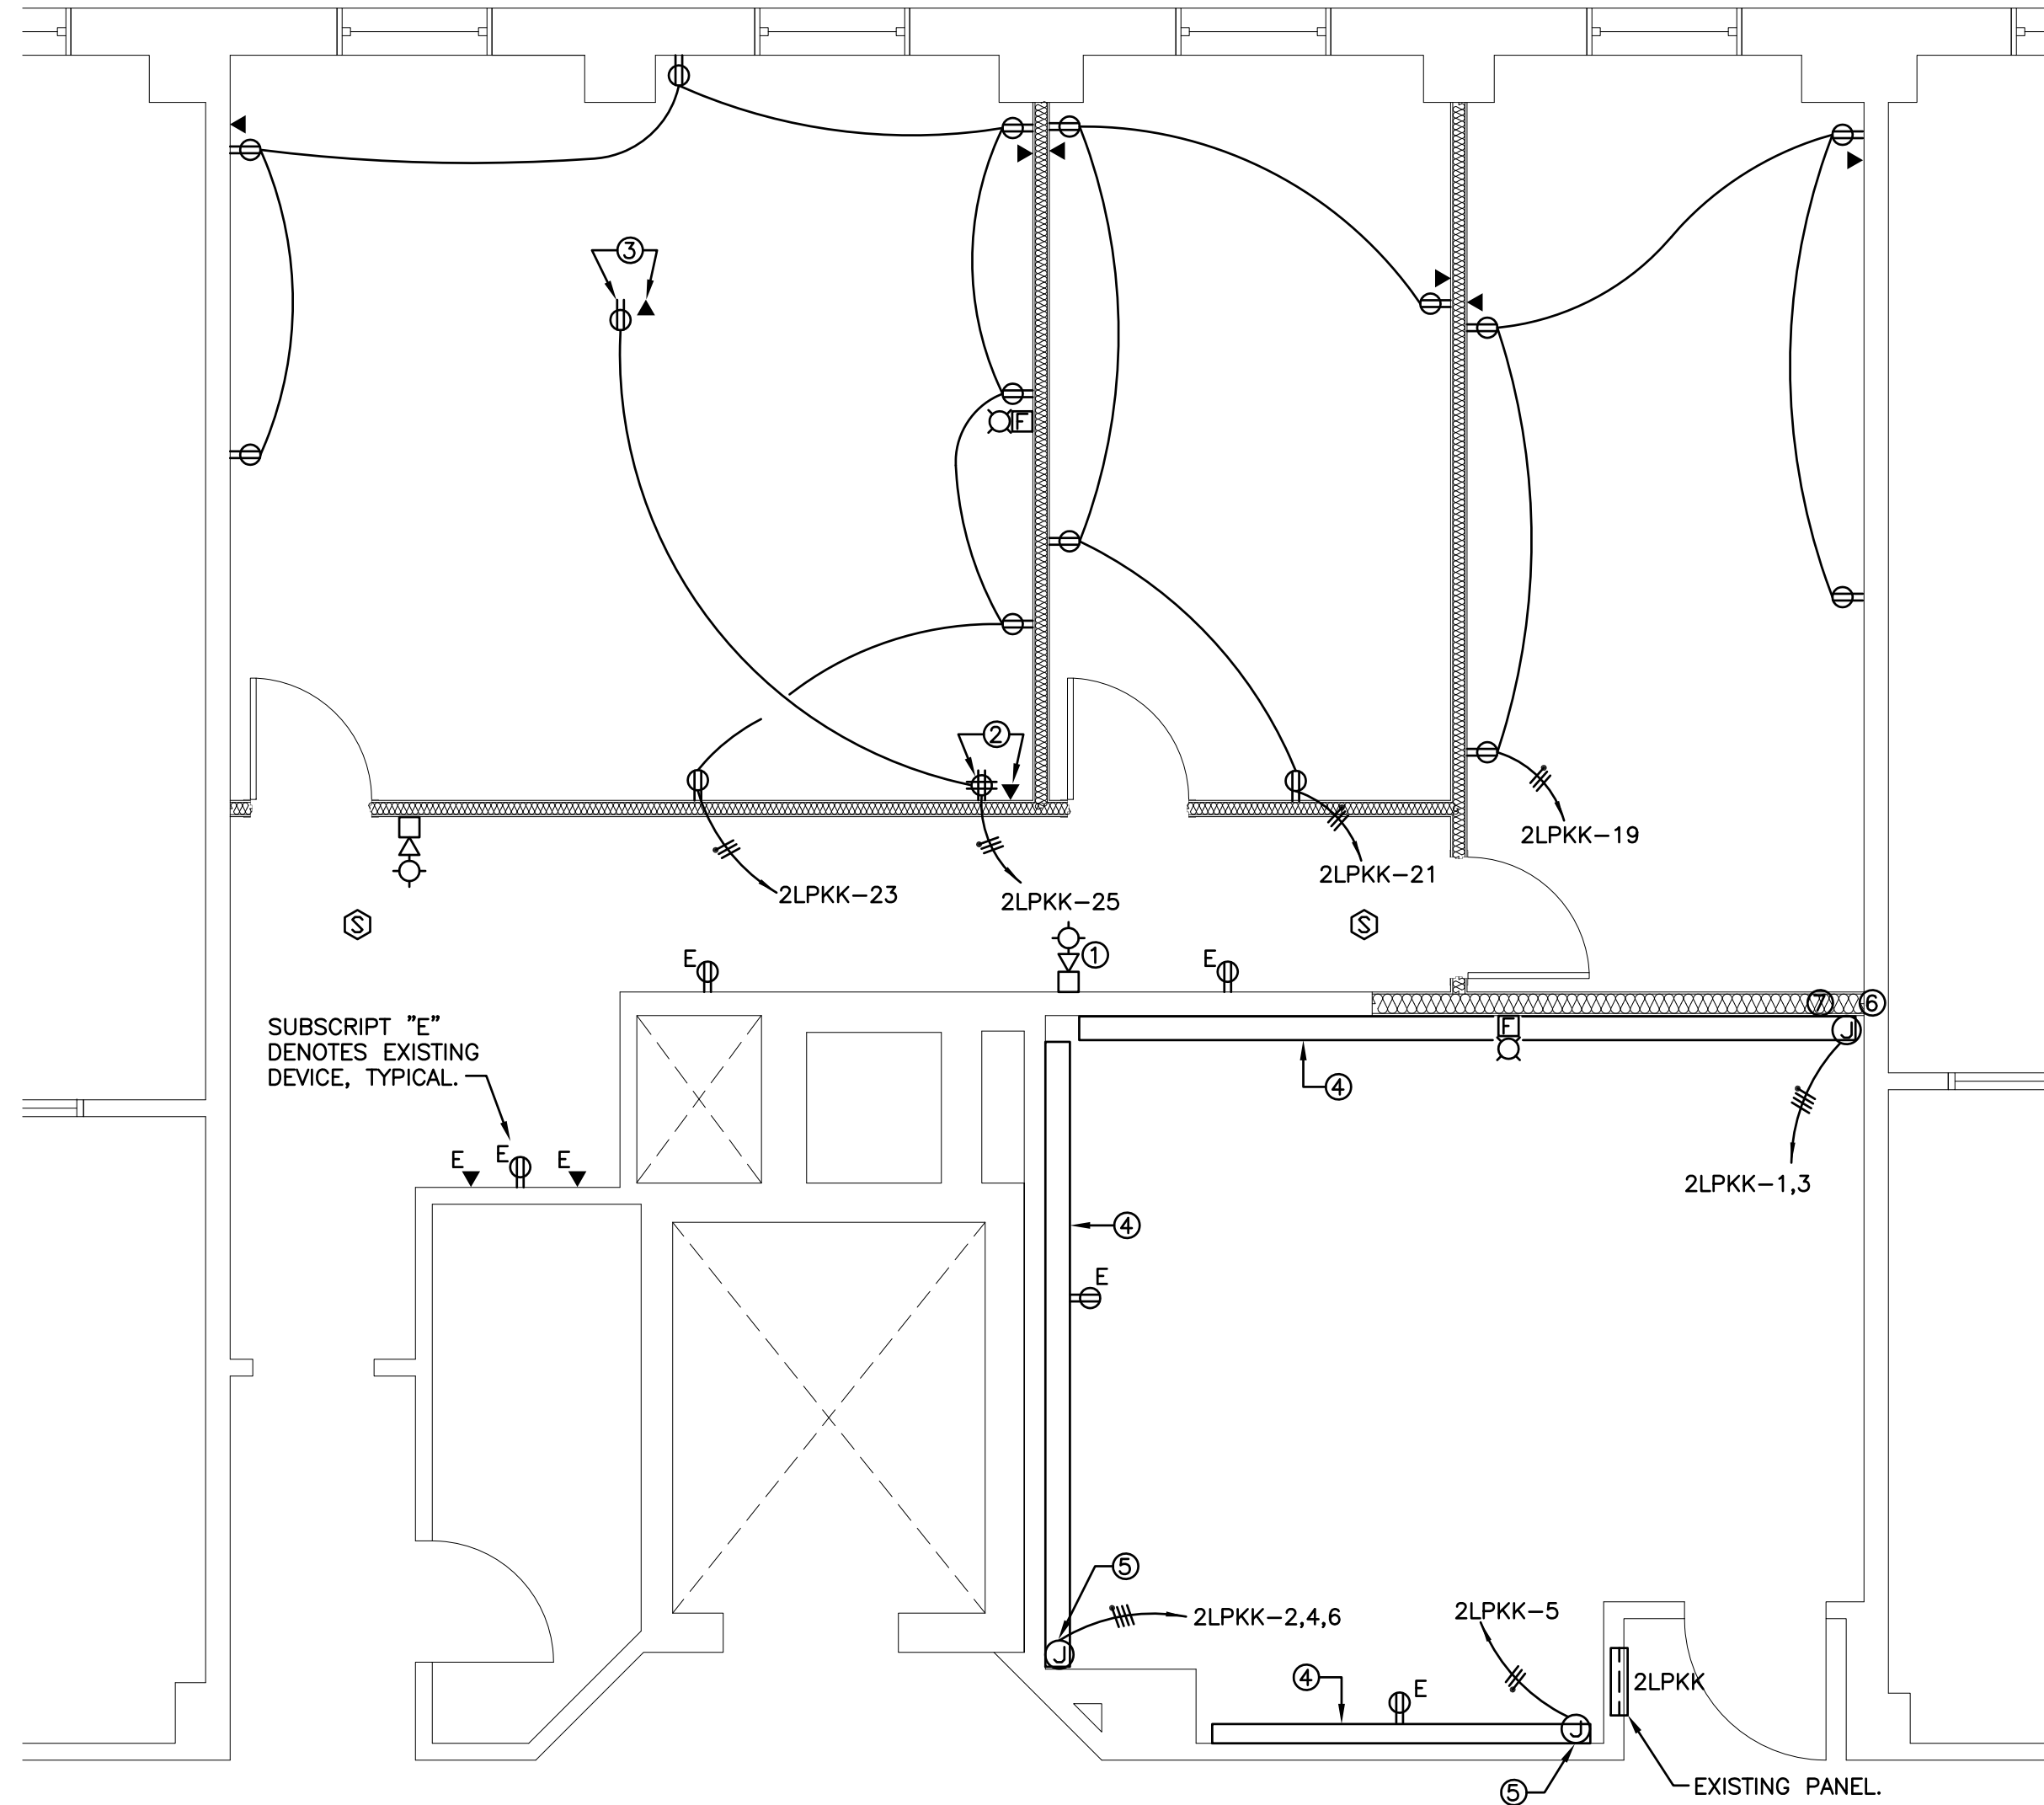 3
F
2
2LPKK-19
2LPKK-21
2LPKK-23
2LPKK-25
S
S
1
E
E
7
6
F
J
SUBSCRIPT "E"
DENOTES EXISTING
DEVICE, TYPICAL.
4
E
E
E
2LPKK-1,3
4
E
5
2LPKK-2,4,6
2LPKK-5
J
4
E
2LPKK
J
5
EXISTING PANEL.